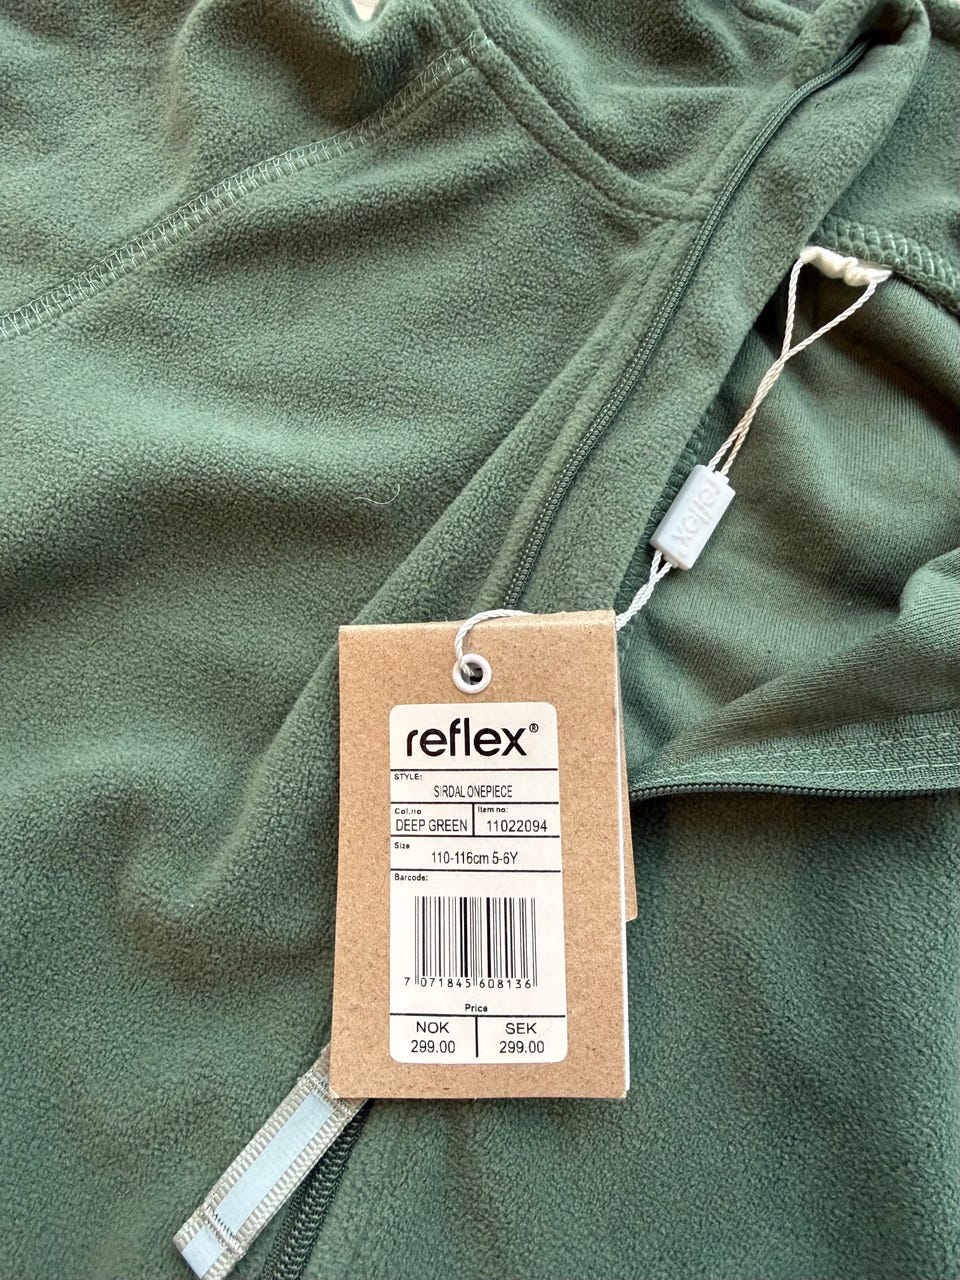 reflex
reflex®
STYLE:
SIRDAL ONEPIECE
Col.no Item no:
DEEP GREEN 11022094
Size
110-116cm 5-6Y
Barcode:
7 071845 608136
Price
NOK SEK
299.00 299.00